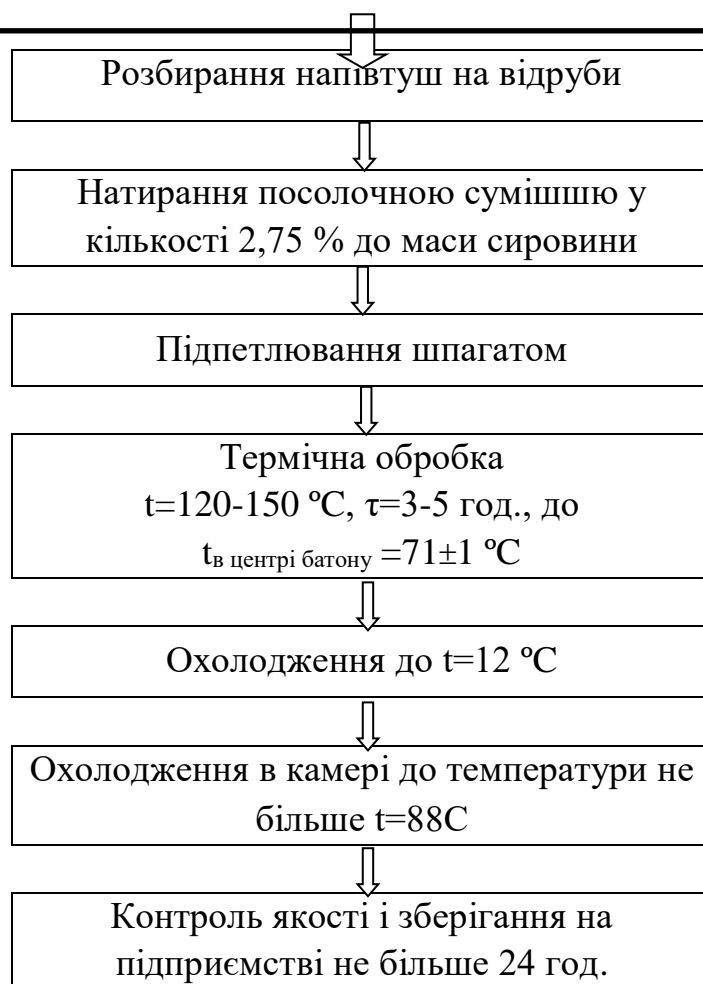 Розбирання напівтуш на відруби
Натирання посолочною сумішшю у
кількості 2,75 % до маси сировини
Підпетлювання шпагатом
Термічна обробка
t=120-150 ºС, τ=3-5 год., до
tв центрі батону =71±1 ºС
Охолодження до t=12 ºС
Охолодження в камері до температури не
більше t=88С
Контроль якості і зберігання на
підприємстві не більше 24 год.